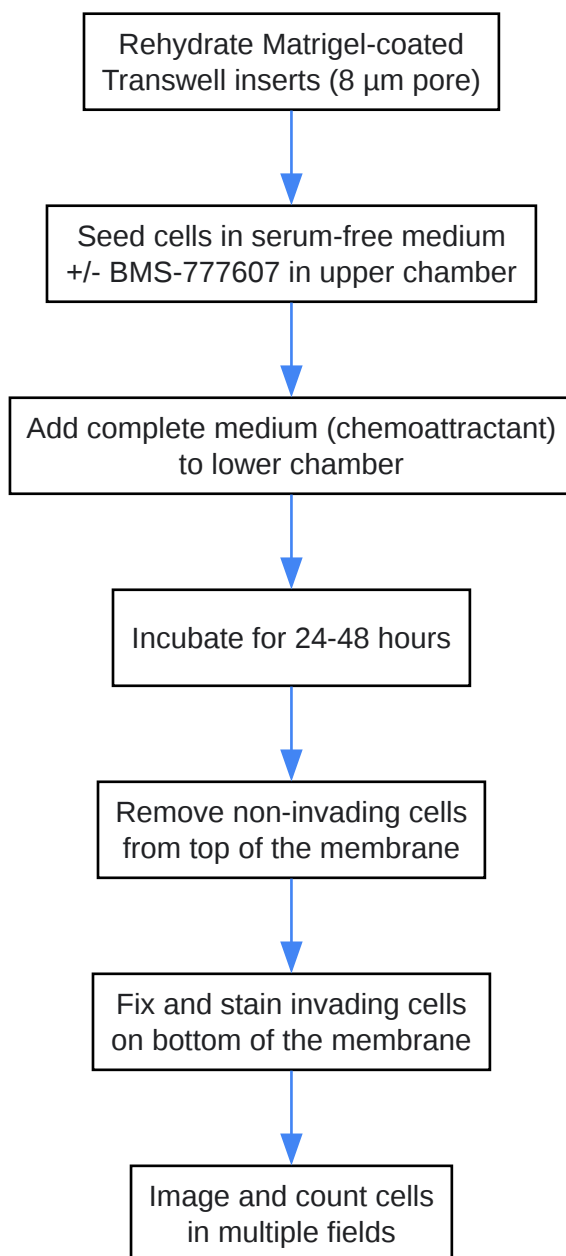 Rehydrate Matrigel-coated
Transwell inserts (8 µm pore)
Seed cells in serum-free medium
+/- BMS-777607 in upper chamber
Add complete medium (chemoattractant)
to lower chamber
Incubate for 24-48 hours
Remove non-invading cells
from top of the membrane
Fix and stain invading cells
on bottom of the membrane
Image and count cells
in multiple fields